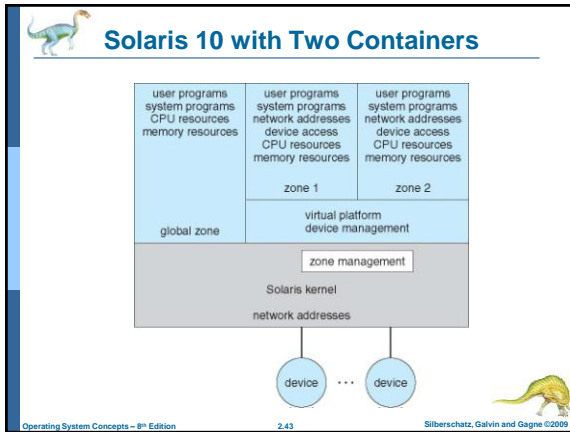 Solaris 10 with Two Containers
user programs
system programs
CPU resources
memory resources
global zone
user programs
system programs
network addresses
device access
CPU resources
memory resources
zone 1
user programs
system programs
network addresses
device access
CPU resources
memory resources
zone 2
virtual platform
device management
zone management
Solaris kernel
network addresses
device
...
device
Operating System Concepts – 8th Edition
2.43
Silberschatz, Galvin and Gagne ©2009